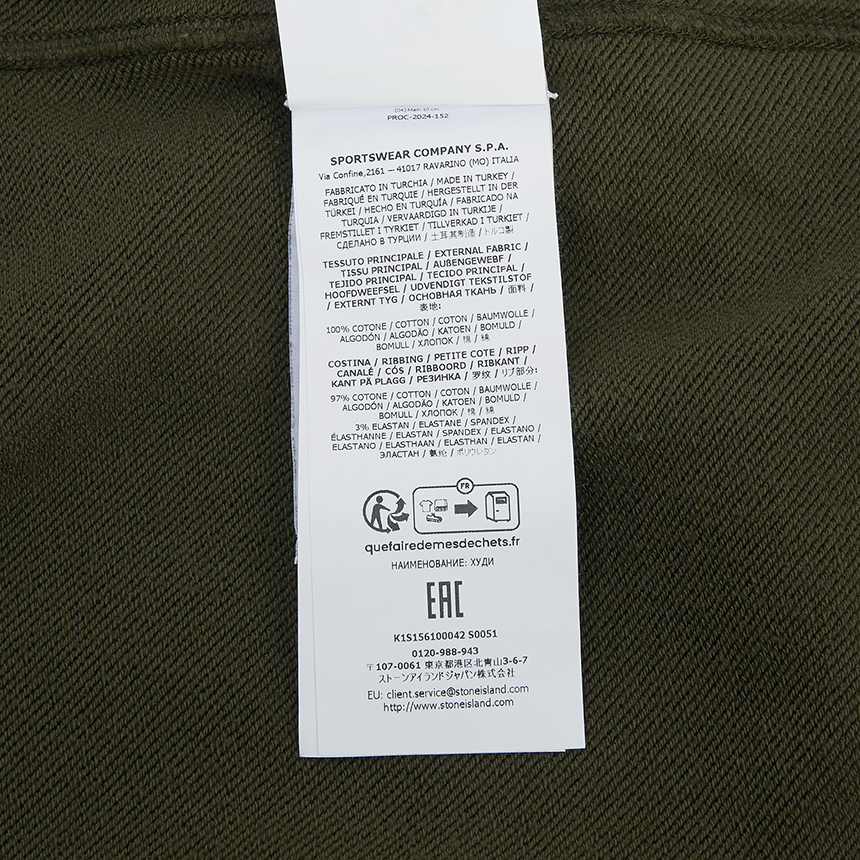 PROC-2024-152
SPORTSWEAR COMPANY S.P.A.
Via Confine,2161 – 41017 RAVARINO (MO) ITALIA
FABBRICATO IN TURCHIA / MADE IN TURKEY /
FABRIQUÉ EN TURQUIE / HERGESTELLT IN DER
TÜRKEI / HECHO EN TURQUÍA / FABRICADO NA
TURQUIA / VERVAARDIGD IN TURKIJE /
FREMSTILLET I TYRKIET / TILLVERKAD I TURKIET /
СДЕЛАНО В ТУРЦИИ / 土耳其制造 / トルコ製
TESSUTO PRINCIPALE / EXTERNAL FABRIC /
TISSU PRINCIPAL / AUßENGEWEBF /
TEJIDO PRINCIPAL / TECIDO PRINCIPAL /
HOOFDWEEFSEL / UDVENDIGT TEKSTILSTOF
/ EXTERNT TYG / ОСНОВНАЯ ТКАНЬ / 面料 /
表地:
100% COTONE / COTTON / COTON / BAUMWOLLE /
ALGODÓN / ALGODÃO / KATOEN / BOMULD /
BOMULL / ХЛОПОК / 棉 / 綿
COSTINA / RIBBING / PETITE COTE / RIPP /
CANALÉ / CÓS / RIBBOORD / RIBKANT /
KANT PÅ PLAGG / РЕЗИНКА / 罗纹 / リブ部分:
97% COTONE / COTTON / COTON / BAUMWOLLE /
ALGODÓN / ALGODÃO / KATOEN / BOMULD /
BOMULL / ХЛОПОК / 棉 / 綿
3% ELASTAN / ELASTANE / SPANDEX /
ÉLASTHANNE / ELASTAN / SPANDEX / ELASTANO /
ELASTANO / ELASTHAAN / ELASTHAN / ELASTAN /
ЭЛАСТАН / 氨纶 / ポリウレタン
FR
quefairedemesdechets.fr
НАИМЕНОВАНИЕ: ХУДИ
EAC
K1S156100042 S0051
0120-988-943
〒107-0061 東京都港区北青山3-6-7
ストーンアイランドジャパン株式会社
EU: client.service@stoneisland.com
http://www.stoneisland.com